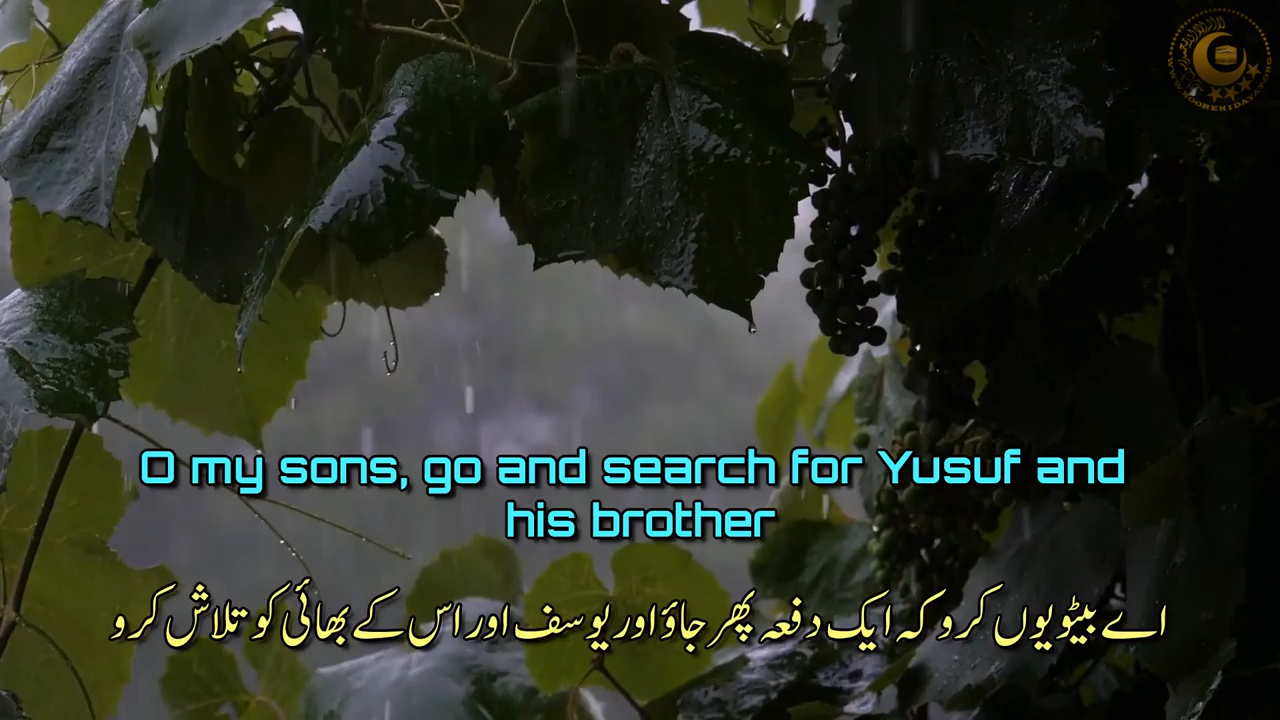 O my sons, go and search for Yusuf and
his brother
اے بیٹو یوں کرو کہ ایک دفعہ پھر جاؤ اور یوسف اور اس کے بھائی کو تلاش کرو